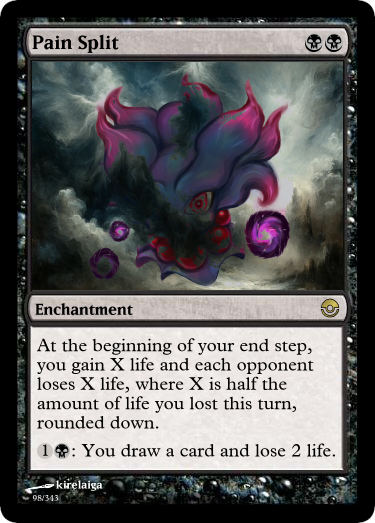 Pain Split
Enchantment
At the beginning of your end step,
you gain X life and each opponent
loses X life, where X is half the
amount of life you lost this turn,
rounded down.
1: You draw a card and lose 2 life.
kirelaiga
98/343